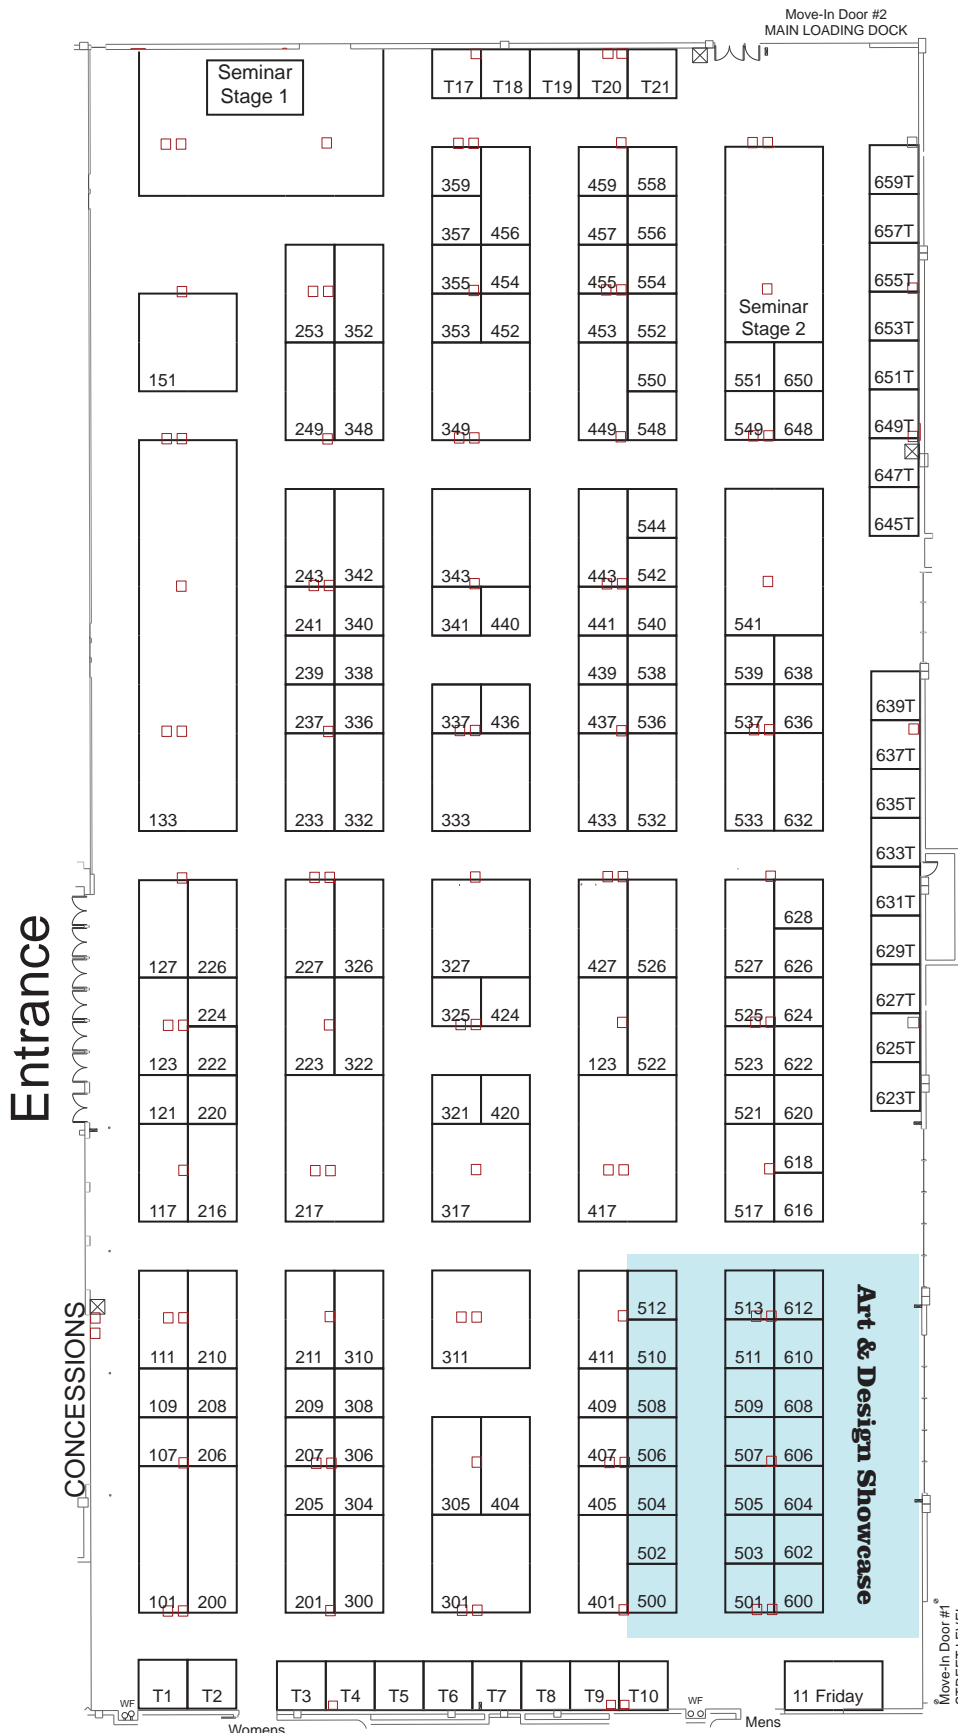 Move-In Door #2
MAIN LOADING DOCK
Seminar
Stage 1
T17 T18 T19 T20 T21
359 459 558 659T
357 456 457 556 657T
355 454 455 554 655T
Seminar
Stage 2
253 352 353 452 453 552 653T
151 550 551 650 651T
249 348 349 449 548 549 648 649T
647T
544 645T
243 342 343 443 542
241 340 341 440 441 540 541
239 338 439 538 539 638
639T
237 336 337 436 437 536 537 636
637T
635T
133 233 332 333 433 532 533 632
633T
Entrance
628 631T
127 226 227 326 327 427 526 527 626
629T
224 325 424 525 624 627T
123 222 223 322 123 522 523 622
625T
121 220 321 420 521 620 623T
618
117 216 217 317 417 517 616
CONCESSIONS
Art & Design Showcase
512 513 612
111 210 211 310 311 411 510 511 610
109 208 209 308 409 508 509 608
107 206 207 306 407 506 507 606
205 304 305 404 405 504 505 604
502 503 602
101 200 201 300 301 401 500 501 600
Move-In Door #1
STREET LEVEL
T1 T2 T3 T4 T5 T6 T7 T8 T9 T10 11 Friday
WF WF
Womens Mens